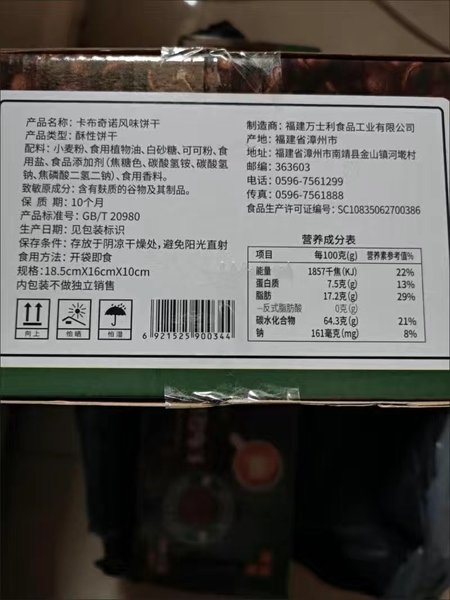 产品名称：卡布奇诺风味饼干
产品类型：酥性饼干
配料：小麦粉、食用植物油、白砂糖、可可粉、食
用盐、食品添加剂（焦糖色、碳酸氢铵、碳酸氢
钠、焦磷酸二氢二钠）、食用香料。
致敏原成分：含有麸质的谷物及其制品。
保 质 期：10个月
产品标准号：GB/T 20980
生产日期：见包装标识
保存条件：存放于阴凉干燥处，避免阳光直射
食用方法：开袋即食
规格：18.5cmX16cmX10cm
内包装不做独立销售
向上
怕晒
怕湿
6 921525 900344
制造商：福建万士利食品工业有限公司
产地：福建省漳州市
地址：福建省漳州市南靖县金山镇河墘村
邮编：363603
电话：0596-7561299
传真：0596-7561888
食品生产许可证编号：SC10835062700386
营养成分表
项目 每100克(g) 营养素参考值%
能量 1857千焦(KJ) 22%
蛋白质 7.5克(g) 13%
脂肪 17.2克(g) 29%
–反式脂肪酸 0克(g)
碳水化合物 64.3克(g) 21%
钠 161毫克(mg) 8%